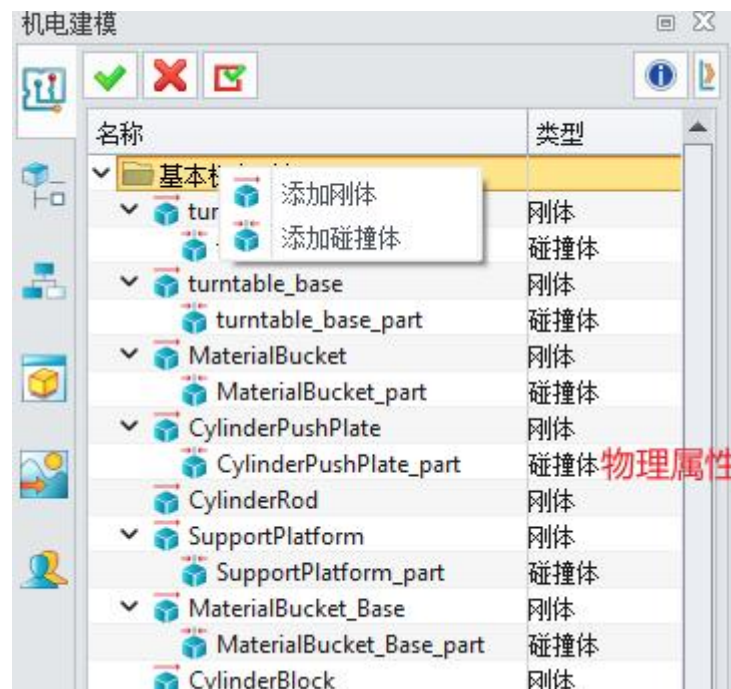 机电建模
名称 类型
基本机
添加刚体
添加碰撞体
tur 刚体
碰撞体
turntable_base 刚体
turntable_base_part 碰撞体
MaterialBucket 刚体
MaterialBucket_part 碰撞体
CylinderPushPlate 刚体
CylinderPushPlate_part 碰撞体 物理属性
CylinderRod 刚体
SupportPlatform 刚体
SupportPlatform_part 碰撞体
MaterialBucket_Base 刚体
MaterialBucket_Base_part 碰撞体
CylinderBlock 刚体